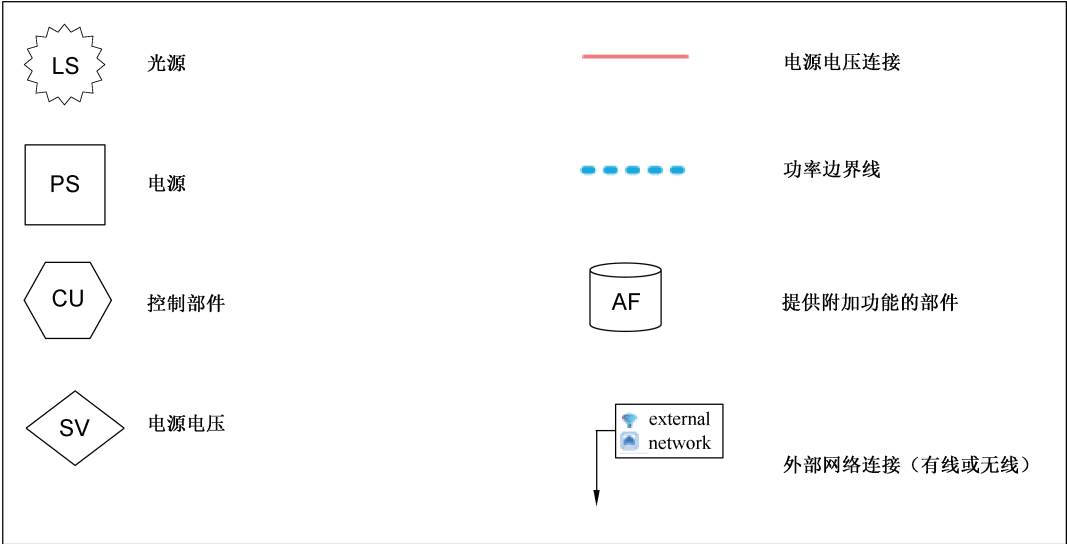 LS 光源
PS 电源
CU 控制部件
SV 电源电压
电源电压连接
功率边界线
AF 提供附加功能的部件
external
network
外部网络连接（有线或无线）